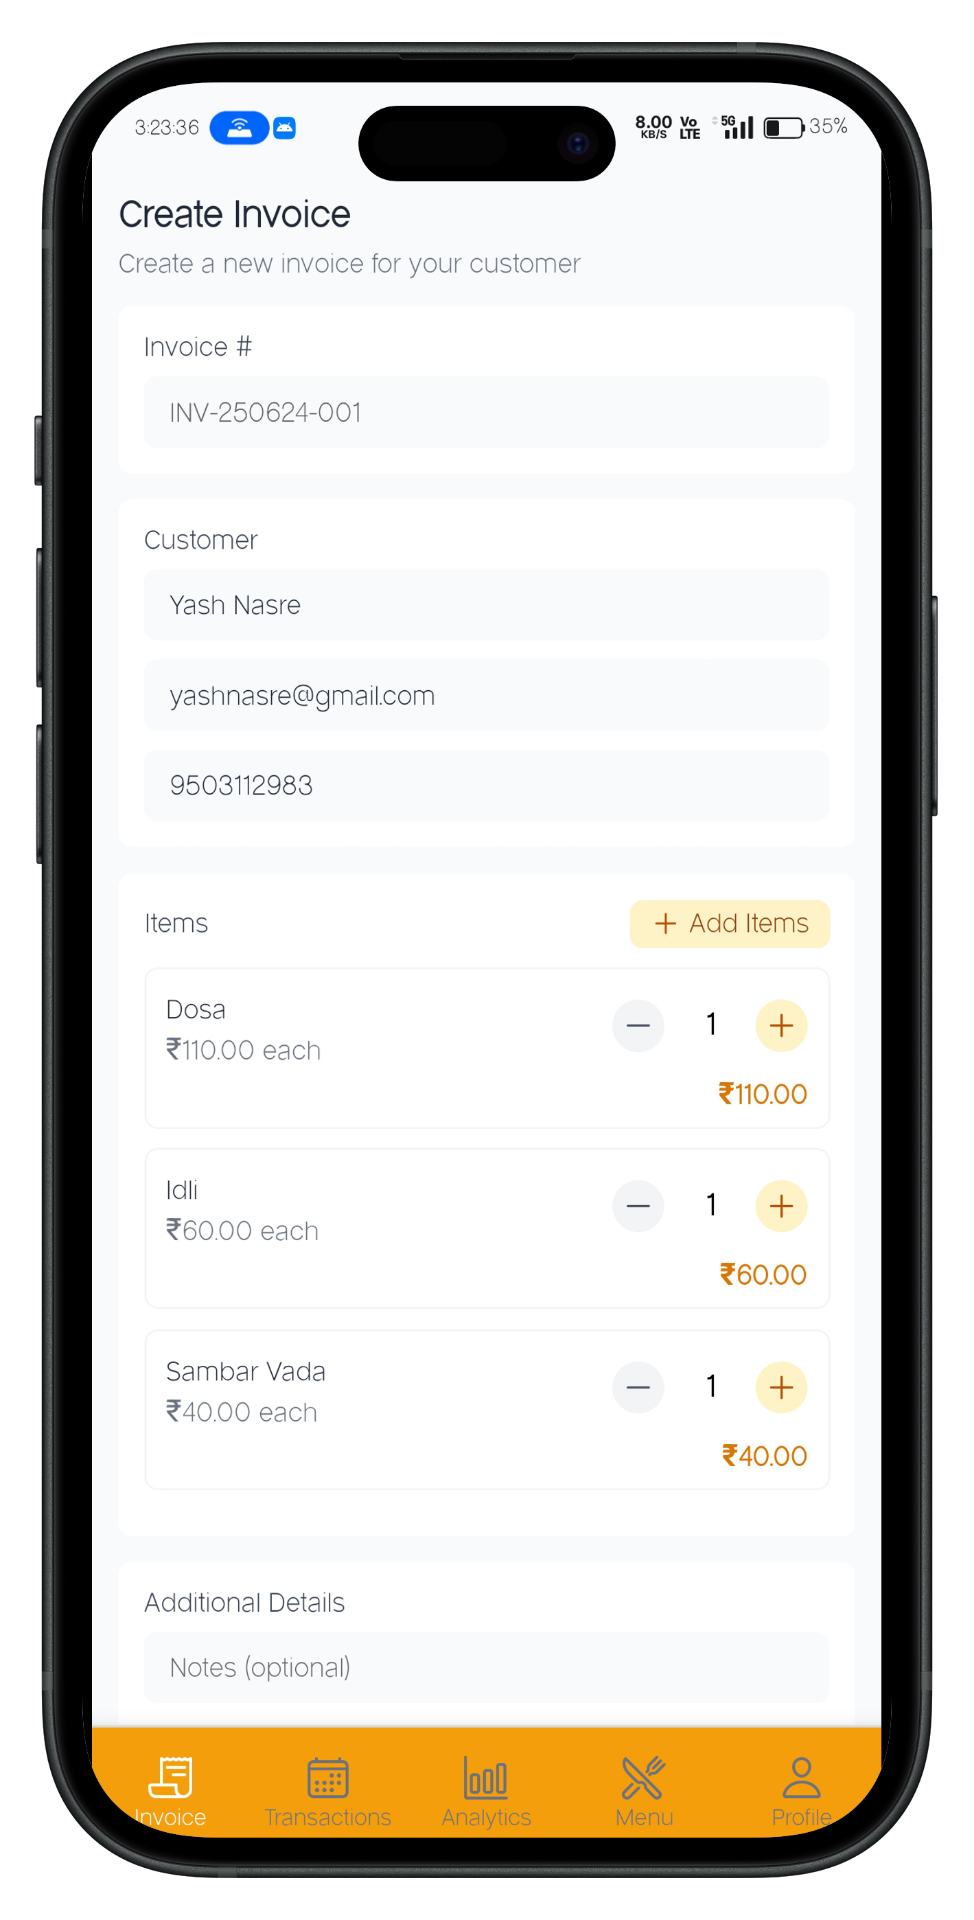 3:23:36 8.00 KB/S Vo LTE 5G 35%
Create Invoice
Create a new invoice for your customer
Invoice #
INV-250624-001
Customer
Yash Nasre
yashnasre@gmail.com
9503112983
Items + Add Items
Dosa
₹110.00 each
− 1 +
₹110.00
Idli
₹60.00 each
− 1 +
₹60.00
Sambar Vada
₹40.00 each
− 1 +
₹40.00
Additional Details
Notes (optional)
Invoice Transactions Analytics Menu Profile